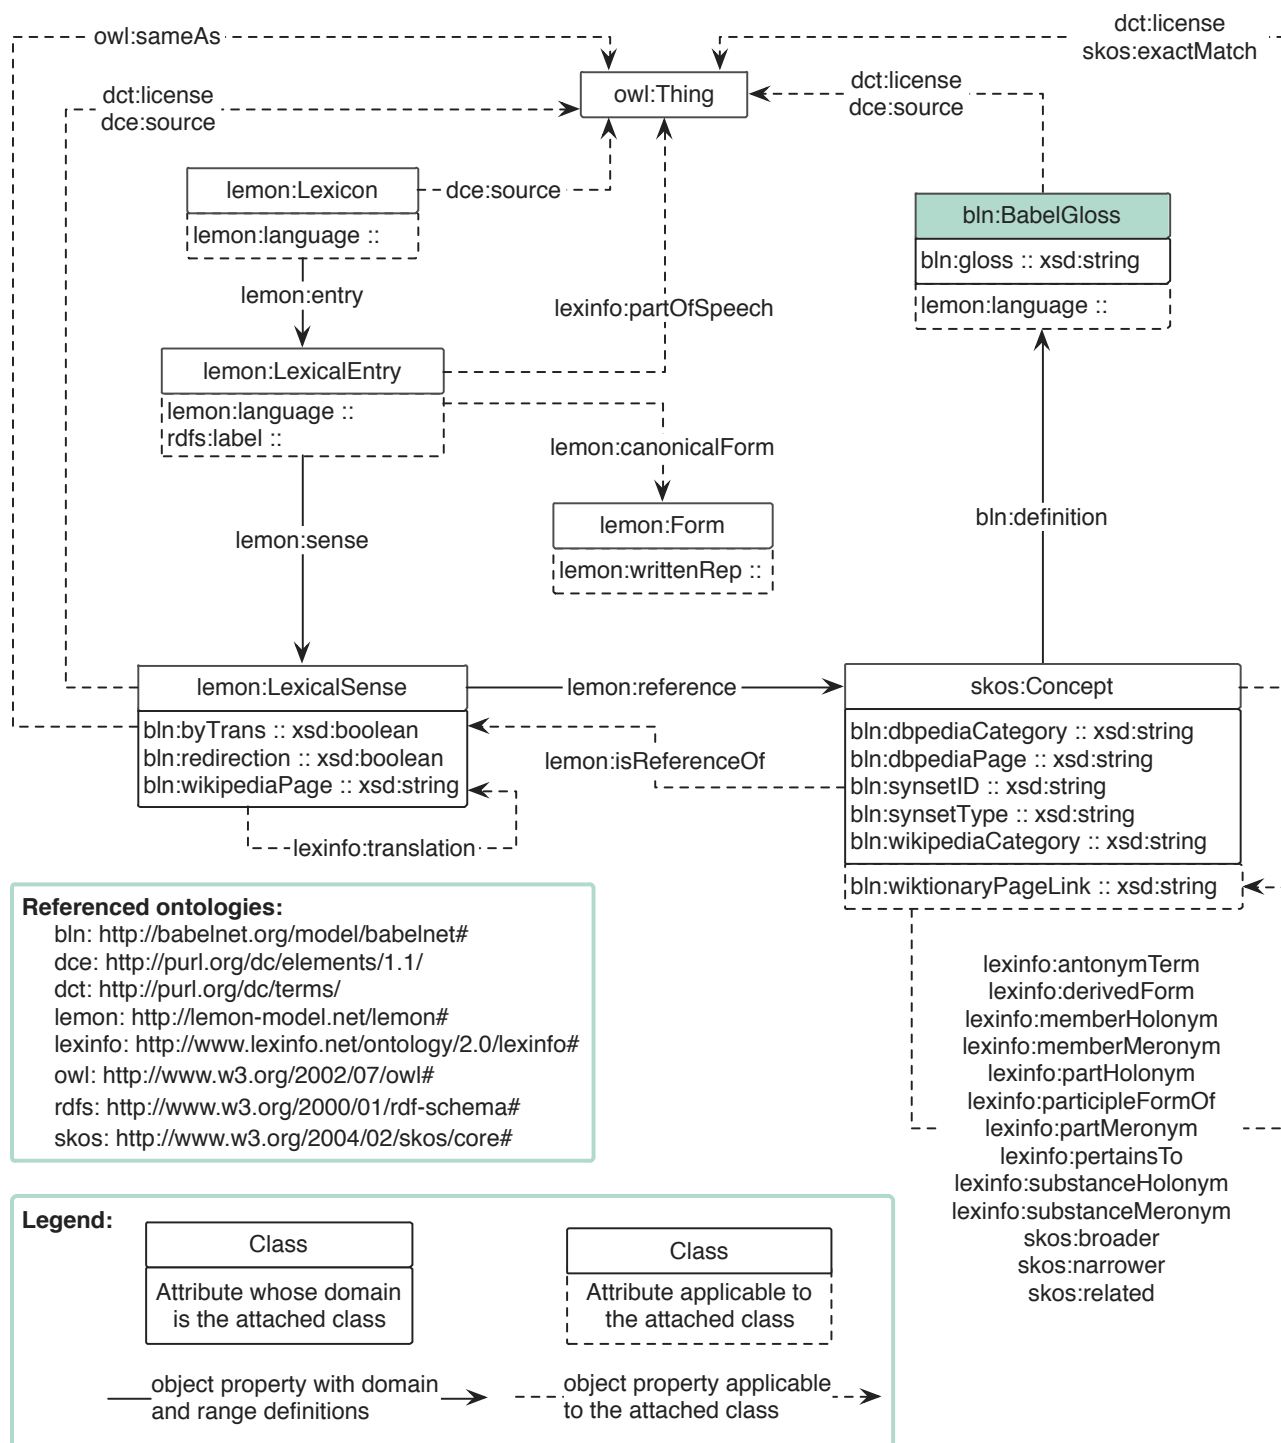 owl:sameAs
dct:license
skos:exactMatch
dct:license
dce:source
owl:Thing
dct:license
dce:source
lemon:Lexicon
dce:source
lemon:language ::
bln:BabelGloss
bln:gloss :: xsd:string
lemon:language ::
lemon:entry
lexinfo:partOfSpeech
lemon:LexicalEntry
lemon:language ::
rdfs:label ::
lemon:canonicalForm
lemon:Form
lemon:writtenRep ::
bln:definition
lemon:sense
lemon:LexicalSense
bln:byTrans :: xsd:boolean
bln:redirection :: xsd:boolean
bln:wikipediaPage :: xsd:string
lemon:reference
lemon:isReferenceOf
lexinfo:translation
skos:Concept
bln:dbpediaCategory :: xsd:string
bln:dbpediaPage :: xsd:string
bln:synsetID :: xsd:string
bln:synsetType :: xsd:string
bln:wikipediaCategory :: xsd:string
bln:wiktionaryPageLink :: xsd:string
Referenced ontologies:
bln: http://babelnet.org/model/babelnet#
dce: http://purl.org/dc/elements/1.1/
dct: http://purl.org/dc/terms/
lemon: http://lemon-model.net/lemon#
lexinfo: http://www.lexinfo.net/ontology/2.0/lexinfo#
owl: http://www.w3.org/2002/07/owl#
rdfs: http://www.w3.org/2000/01/rdf-schema#
skos: http://www.w3.org/2004/02/skos/core#
lexinfo:antonymTerm
lexinfo:derivedForm
lexinfo:memberHolonym
lexinfo:memberMeronym
lexinfo:partHolonym
lexinfo:participleFormOf
lexinfo:partMeronym
lexinfo:pertainsTo
lexinfo:substanceHolonym
lexinfo:substanceMeronym
skos:broader
skos:narrower
skos:related
Legend:
Class
Attribute whose domain
is the attached class
Class
Attribute applicable to
the attached class
object property with domain
and range definitions
object property applicable
to the attached class